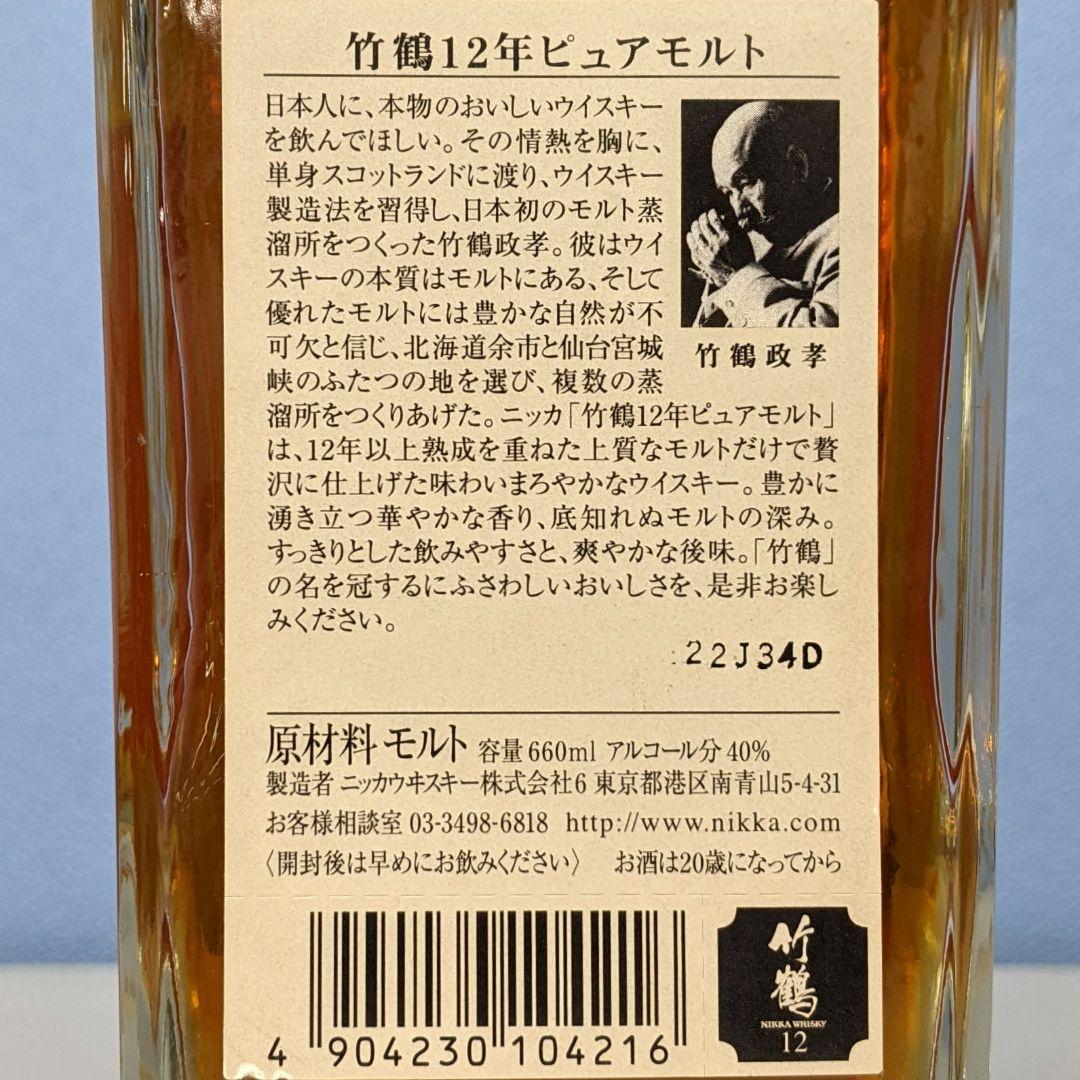 竹鶴12年ピュアモルト
日本人に、本物のおいしいウイスキー
を飲んでほしい。その情熱を胸に、
単身スコットランドに渡り、ウイスキー
製造法を習得し、日本初のモルト蒸
溜所をつくった竹鶴政孝。彼はウイ
スキーの本質はモルトにある、そして
優れたモルトには豊かな自然が不
可欠と信じ、北海道余市と仙台宮城
峡のふたつの地を選び、複数の蒸
溜所をつくりあげた。ニッカ「竹鶴12年ピュアモルト」
は、12年以上熟成を重ねた上質なモルトだけで贅
沢に仕上げた味わいまろやかなウイスキー。豊かに
湧き立つ華やかな香り、底知れぬモルトの深み。
すっきりとした飲みやすさと、爽やかな後味。「竹鶴」
の名を冠するにふさわしいおいしさを、是非お楽し
みください。
竹鶴政孝
22J34D
原材料 モルト 容量 660ml アルコール分 40%
製造者 ニッカウヰスキー株式会社6 東京都港区南青山5-4-31
お客様相談室 03-3498-6818 http://www.nikka.com
〈開封後は早めにお飲みください〉 お酒は20歳になってから
4 904230 104216
竹鶴
NIKKA WHISKY
12